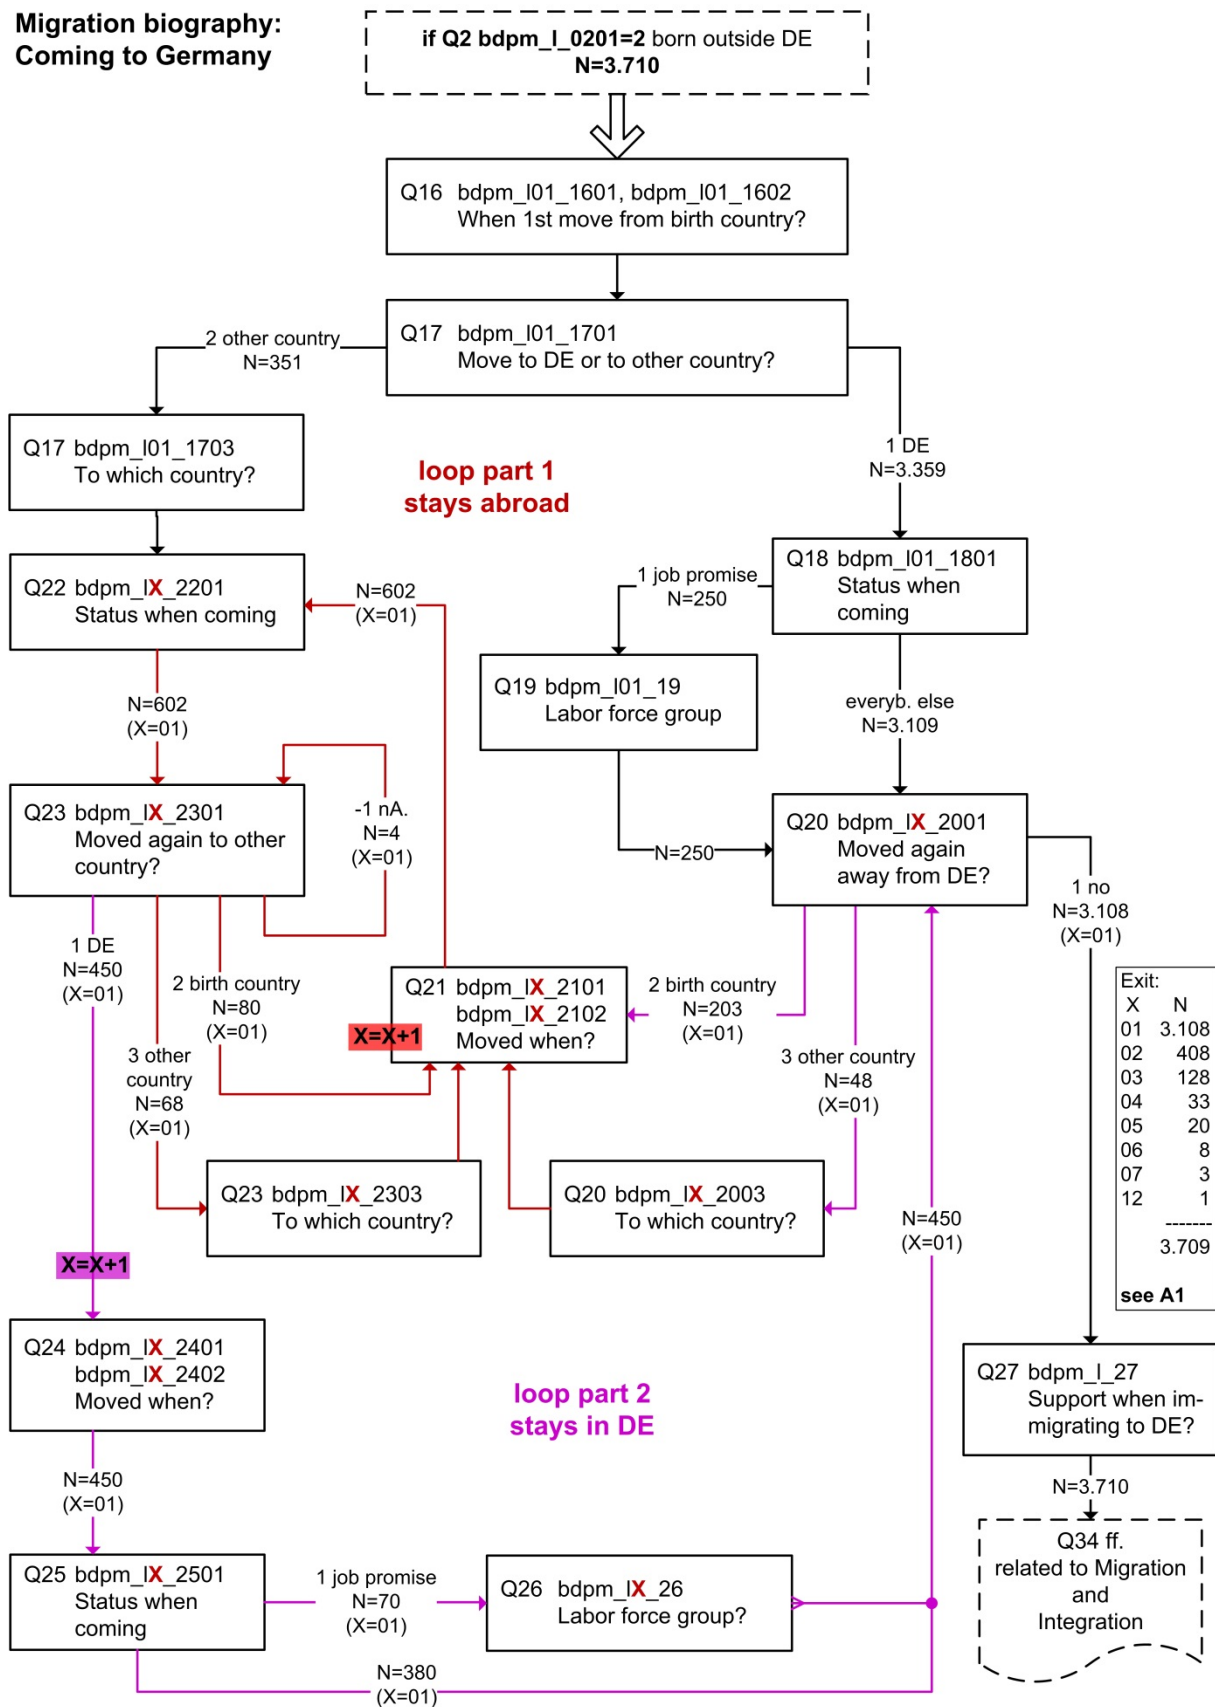 Migration biography:
Coming to Germany
if Q2 bdpm_l_0201=2 born outside DE
N=3.710
Q16 bdpm_l01_1601, bdpm_l01_1602
When 1st move from birth country?
Q17 bdpm_l01_1701
Move to DE or to other country?
2 other country
N=351
1 DE
N=3.359
Q17 bdpm_l01_1703
To which country?
loop part 1
stays abroad
Q18 bdpm_l01_1801
Status when
coming
Q22 bdpm_lX_2201
Status when coming
N=602
(X=01)
1 job promise
N=250
Q19 bdpm_l01_19
Labor force group
everyb. else
N=3.109
N=602
(X=01)
Q23 bdpm_lX_2301
Moved again to other
country?
-1 nA.
N=4
(X=01)
N=250
Q20 bdpm_lX_2001
Moved again
away from DE?
1 no
N=3.108
(X=01)
1 DE
N=450
(X=01)
2 birth country
N=80
(X=01)
3 other
country
N=68
(X=01)
Q21 bdpm_lX_2101
bdpm_lX_2102
Moved when?
X=X+1
2 birth country
N=203
(X=01)
3 other country
N=48
(X=01)
Exit:
X N
01 3.108
02 408
03 128
04 33
05 20
06 8
07 3
12 1
-------
3.709
see A1
Q23 bdpm_lX_2303
To which country?
Q20 bdpm_lX_2003
To which country?
N=450
(X=01)
X=X+1
Q24 bdpm_lX_2401
bdpm_lX_2402
Moved when?
loop part 2
stays in DE
Q27 bdpm_l_27
Support when im-
migrating to DE?
N=450
(X=01)
N=3.710
Q25 bdpm_lX_2501
Status when
coming
1 job promise
N=70
(X=01)
Q26 bdpm_lX_26
Labor force group?
Q34 ff.
related to Migration
and
Integration
N=380
(X=01)